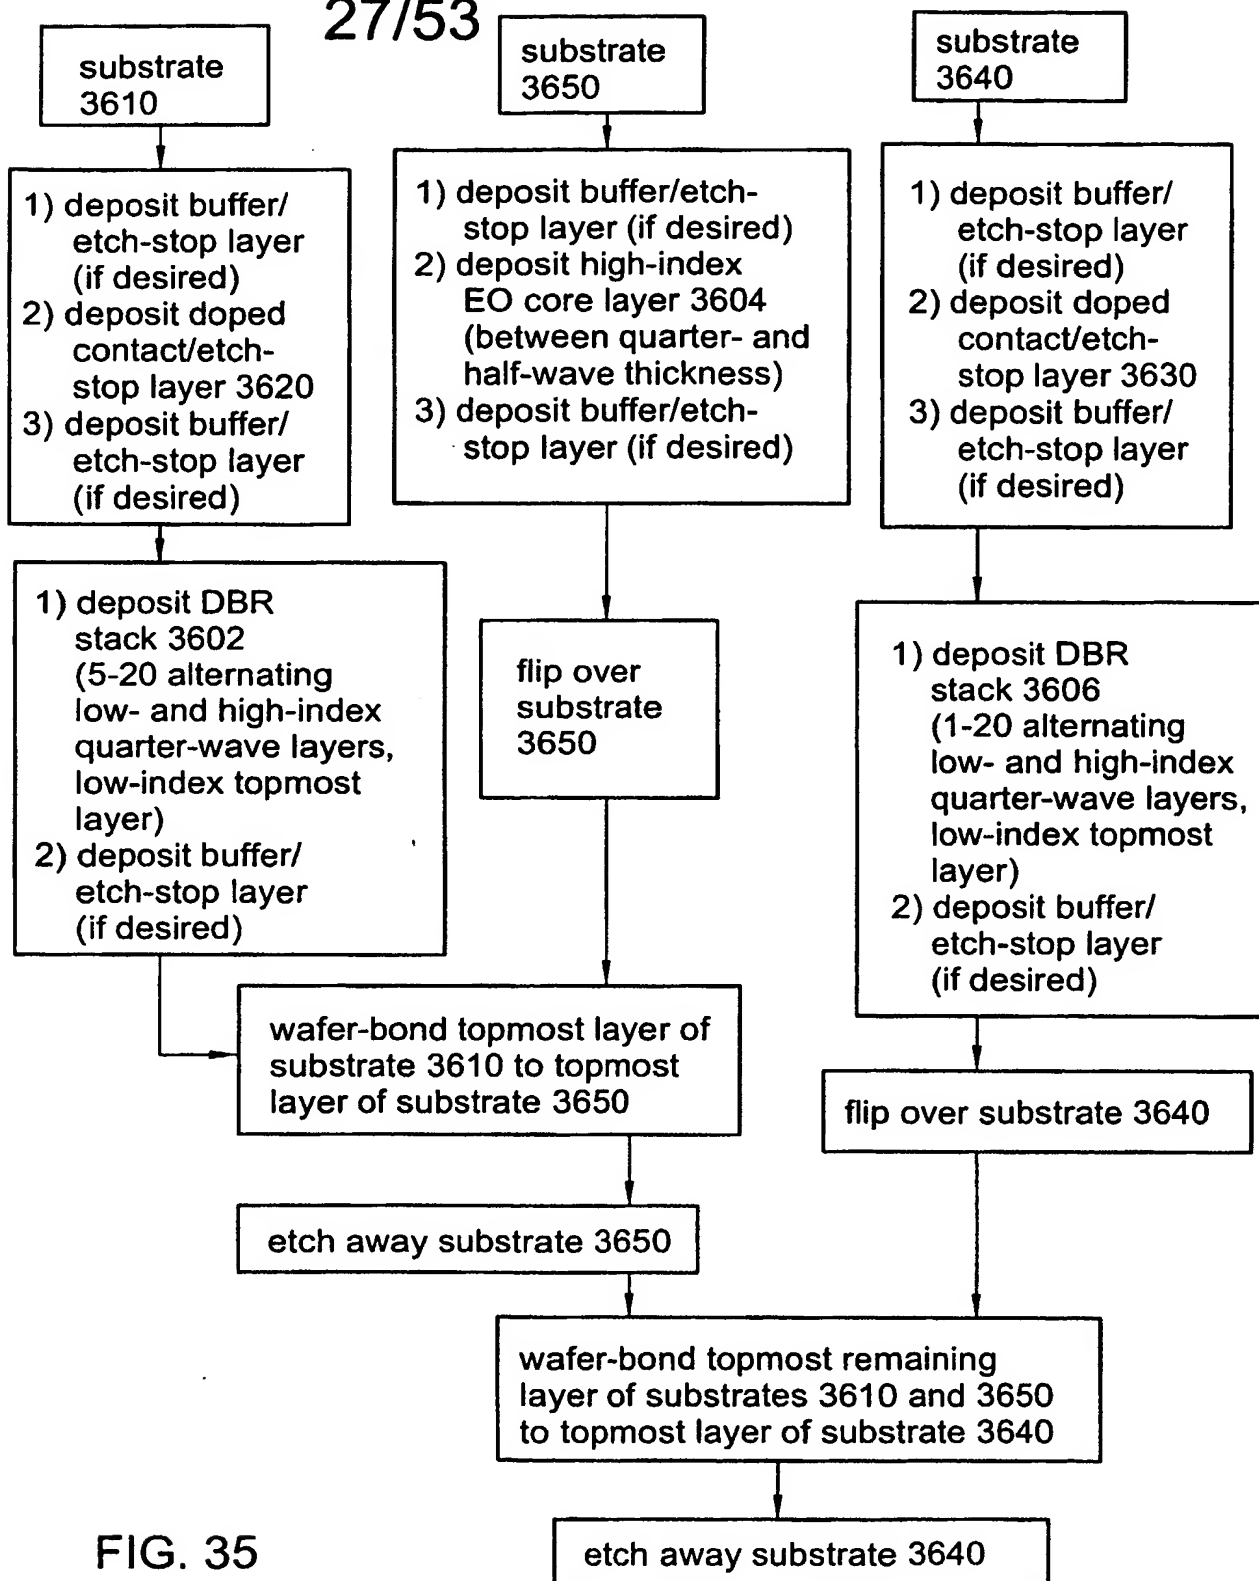 27/53
substrate
3610
substrate
3650
substrate
3640
1) deposit buffer/
etch-stop layer
(if desired)
2) deposit doped
contact/etch-
stop layer 3620
3) deposit buffer/
etch-stop layer
(if desired)
1) deposit buffer/etch-
stop layer (if desired)
2) deposit high-index
EO core layer 3604
(between quarter- and
half-wave thickness)
3) deposit buffer/etch-
stop layer (if desired)
1) deposit buffer/
etch-stop layer
(if desired)
2) deposit doped
contact/etch-
stop layer 3630
3) deposit buffer/
etch-stop layer
(if desired)
1) deposit DBR
stack 3602
(5-20 alternating
low- and high-index
quarter-wave layers,
low-index topmost
layer)
2) deposit buffer/
etch-stop layer
(if desired)
flip over
substrate
3650
1) deposit DBR
stack 3606
(1-20 alternating
low- and high-index
quarter-wave layers,
low-index topmost
layer)
2) deposit buffer/
etch-stop layer
(if desired)
wafer-bond topmost layer of
substrate 3610 to topmost
layer of substrate 3650
flip over substrate 3640
etch away substrate 3650
wafer-bond topmost remaining
layer of substrates 3610 and 3650
to topmost layer of substrate 3640
etch away substrate 3640
FIG. 35